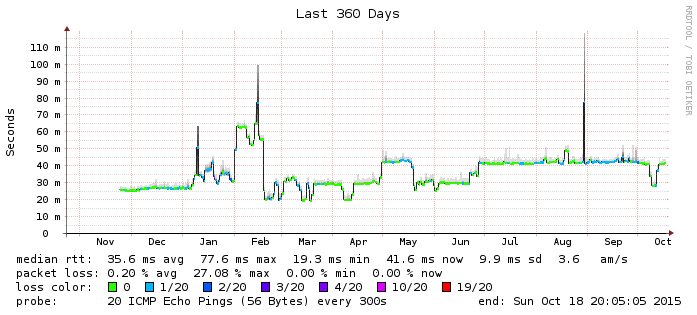 Last 360 Days
RRDTOOL / TOBI OETIKER
Seconds
110 m
100 m
90 m
80 m
70 m
60 m
50 m
40 m
30 m
20 m
10 m
0
Nov Dec Jan Feb Mar Apr May Jun Jul Aug Sep Oct
median rtt: 35.6 ms avg 77.6 ms max 19.3 ms min 41.6 ms now 9.9 ms sd 3.6 am/s
packet loss: 0.20 % avg 27.08 % max 0.00 % min 0.00 % now
loss color: 0 1/20 2/20 3/20 4/20 10/20 19/20
probe: 20 ICMP Echo Pings (56 Bytes) every 300s end: Sun Oct 18 20:05:05 2015